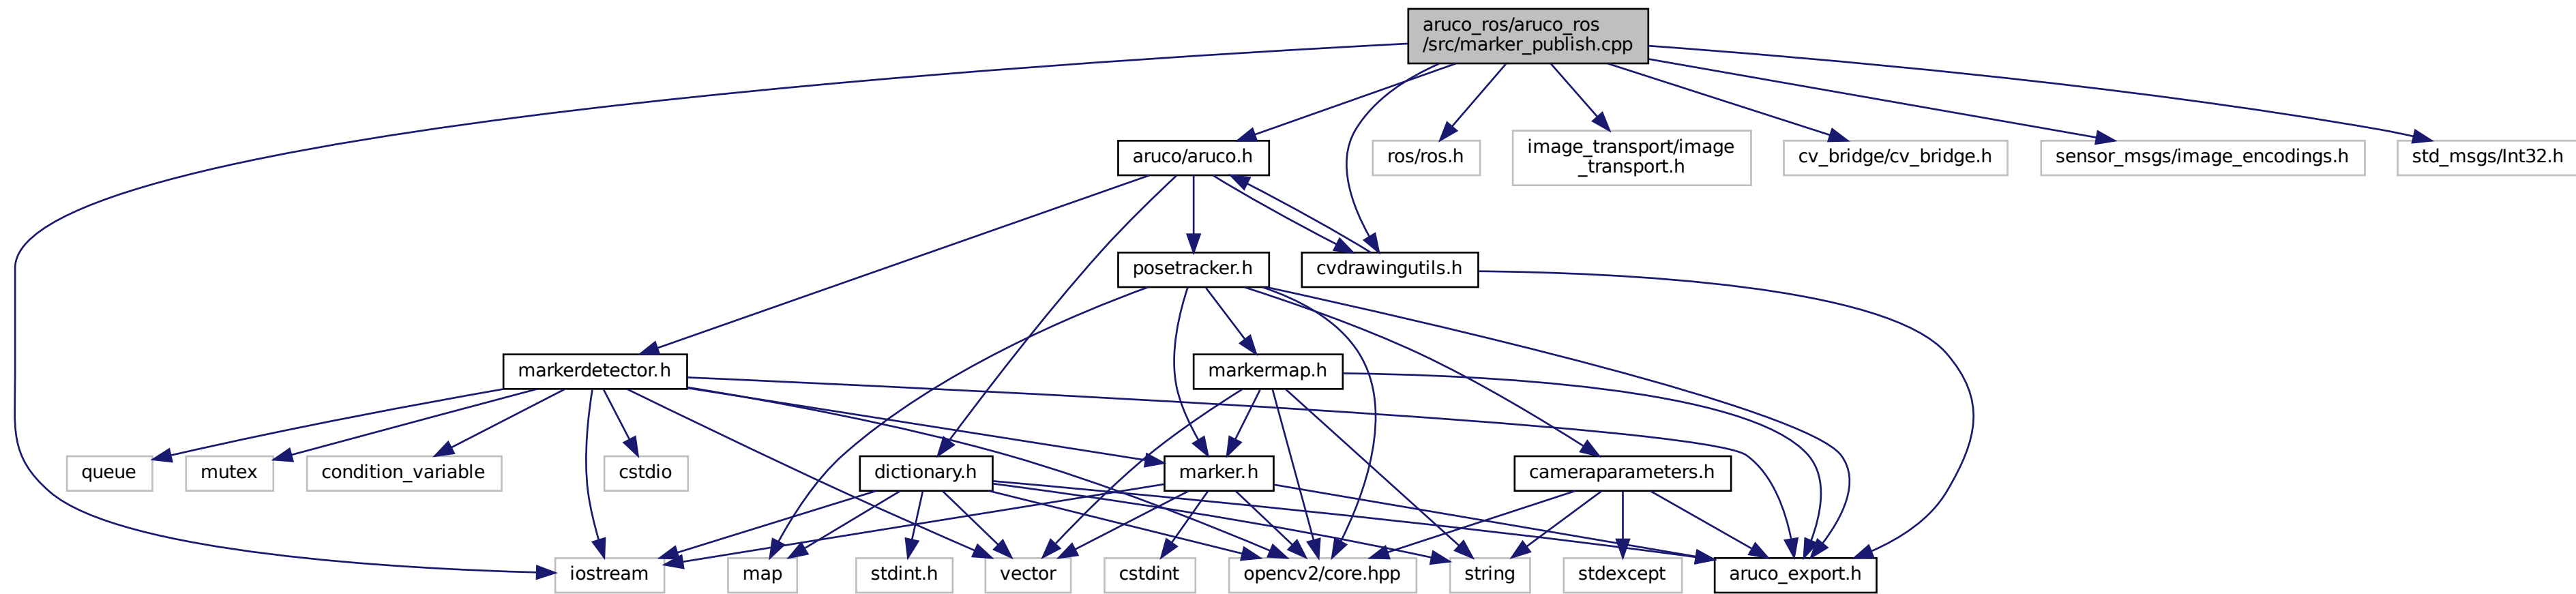 aruco_ros/aruco_ros
/src/marker_publish.cpp
aruco/aruco.h
ros/ros.h
image_transport/image
_transport.h
cv_bridge/cv_bridge.h
sensor_msgs/image_encodings.h
std_msgs/Int32.h
posetracker.h
cvdrawingutils.h
markerdetector.h
markermap.h
queue
mutex
condition_variable
cstdio
dictionary.h
marker.h
cameraparameters.h
iostream
map
stdint.h
vector
cstdint
opencv2/core.hpp
string
stdexcept
aruco_export.h